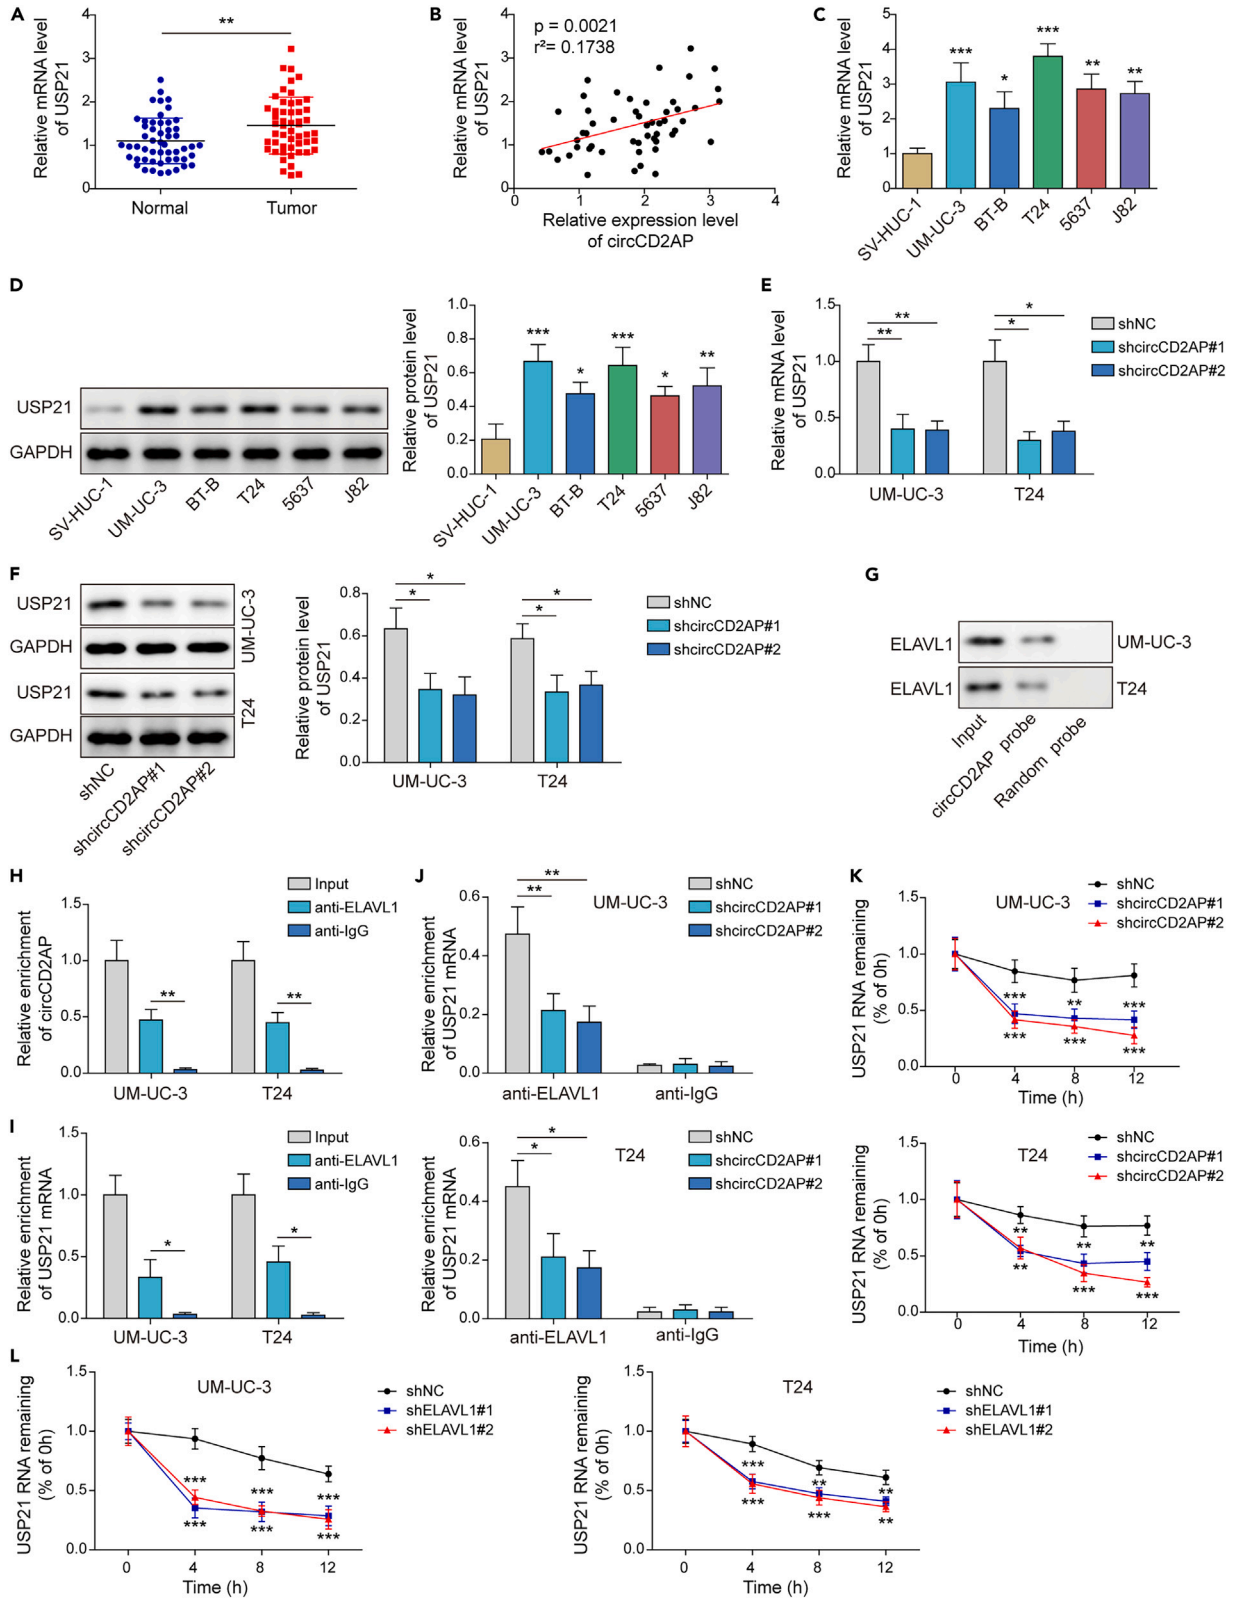 A
Relative mRNA level
of USP21
4
3
2
1
0
**
Normal
Tumor
B
Relative mRNA level
of USP21
4
3
2
1
0
p = 0.0021
r²= 0.1738
0
1
2
3
4
Relative expression level
of circCD2AP
C
Relative mRNA level
of USP21
5
4
3
2
1
0
***
*
***
**
**
SV-HUC-1
UM-UC-3
BT-B
T24
5637
J82
D
USP21
GAPDH
SV-HUC-1
UM-UC-3
BT-B
T24
5637
J82
Relative protein level
of USP21
1.0
0.8
0.6
0.4
0.2
0.0
***
*
***
*
**
SV-HUC-1
UM-UC-3
BT-B
T24
5637
J82
E
Relative mRNA level
of USP21
1.5
1.0
0.5
0.0
**
**
*
*
UM-UC-3
T24
shNC
shcircCD2AP#1
shcircCD2AP#2
F
USP21
GAPDH
UM-UC-3
USP21
GAPDH
T24
shNC
shcircCD2AP#1
shcircCD2AP#2
Relative protein level
of USP21
0.8
0.6
0.4
0.2
0.0
*
*
*
*
UM-UC-3
T24
shNC
shcircCD2AP#1
shcircCD2AP#2
G
ELAVL1
UM-UC-3
ELAVL1
T24
Input
circCD2AP probe
Random probe
H
Relative enrichment
of circCD2AP
1.5
1.0
0.5
0.0
**
**
UM-UC-3
T24
Input
anti-ELAVL1
anti-IgG
I
Relative enrichment
of USP21 mRNA
1.5
1.0
0.5
0.0
*
*
UM-UC-3
T24
Input
anti-ELAVL1
anti-IgG
J
Relative enrichment
of USP21 mRNA
0.6
0.4
0.2
0.0
**
**
UM-UC-3
anti-ELAVL1
anti-IgG
shNC
shcircCD2AP#1
shcircCD2AP#2
Relative enrichment
of USP21 mRNA
0.6
0.4
0.2
0.0
*
*
T24
anti-ELAVL1
anti-IgG
shNC
shcircCD2AP#1
shcircCD2AP#2
K
USP21 RNA remaining
(% of 0h)
1.5
1.0
0.5
0.0
UM-UC-3
shNC
shcircCD2AP#1
shcircCD2AP#2
***
**
***
***
***
***
0
4
8
12
Time (h)
USP21 RNA remaining
(% of 0h)
1.5
1.0
0.5
0.0
T24
shNC
shcircCD2AP#1
shcircCD2AP#2
**
**
**
**
***
***
0
4
8
12
Time (h)
L
USP21 RNA remaining
(% of 0h)
1.5
1.0
0.5
0.0
UM-UC-3
shNC
shELAVL1#1
shELAVL1#2
***
***
***
***
***
***
0
4
8
12
Time (h)
USP21 RNA remaining
(% of 0h)
1.5
1.0
0.5
0.0
T24
shNC
shELAVL1#1
shELAVL1#2
***
**
**
***
***
**
0
4
8
12
Time (h)